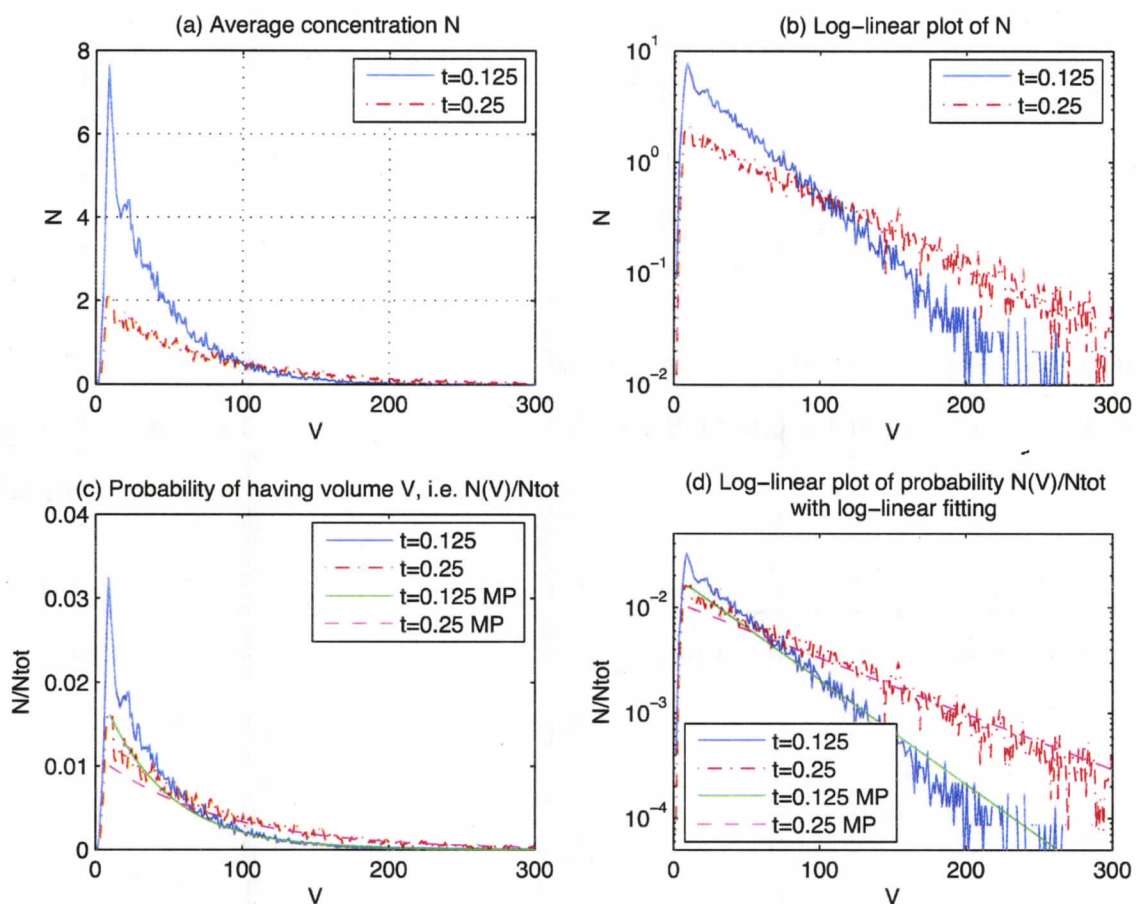 (a) Average concentration N
8
6
4
2
0
N
0
100
200
300
V
t=0.125
t=0.25
(b) Log-linear plot of N
10^1
10^0
10^-1
10^-2
N
0
100
200
300
V
t=0.125
t=0.25
(c) Probability of having volume V, i.e. N(V)/Ntot
0.04
0.03
0.02
0.01
0
N/Ntot
0
100
200
300
V
t=0.125
t=0.25
t=0.125 MP
t=0.25 MP
(d) Log-linear plot of probability N(V)/Ntot
with log-linear fitting
10^-2
10^-3
10^-4
N/Ntot
0
100
200
300
V
t=0.125
t=0.25
t=0.125 MP
t=0.25 MP